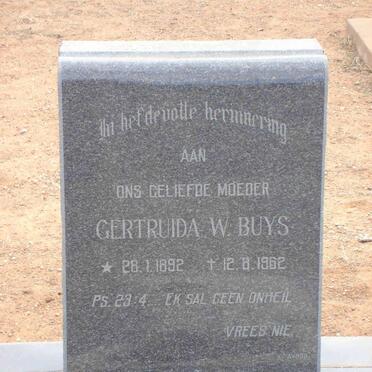 In liefdevolle herinnering
AAN
ONS GELIEFDE MOEDER
GERTRUIDA W. BUYS
★ 26.1.1892 ✝ 12.8.1962
PS. 23:4. EK SAL GEEN ONHEIL
VREES NIE.